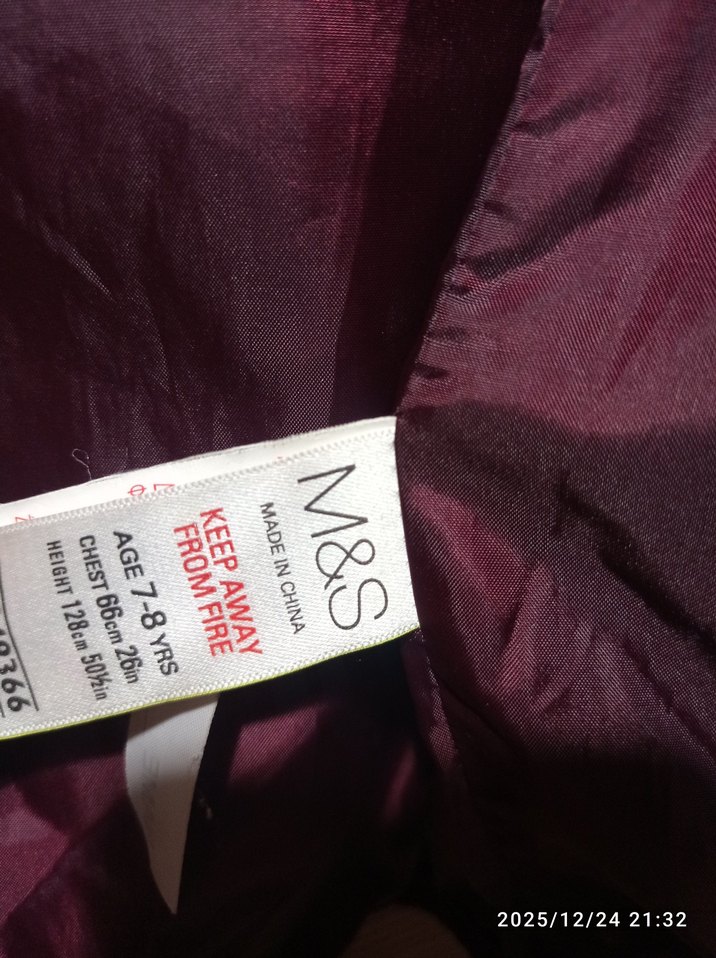 M&S
MADE IN CHINA
KEEP AWAY
FROM FIRE
AGE 7-8 YRS
CHEST 66cm 26in
HEIGHT 128cm 50½in
2025/12/24 21:32